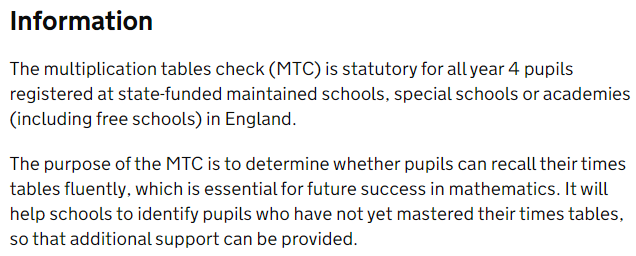 Information
The multiplication tables check (MTC) is statutory for all year 4 pupils
registered at state-funded maintained schools, special schools or academies
(including free schools) in England.
The purpose of the MTC is to determine whether pupils can recall their times
tables fluently, which is essential for future success in mathematics. It will
help schools to identify pupils who have not yet mastered their times tables,
so that additional support can be provided.